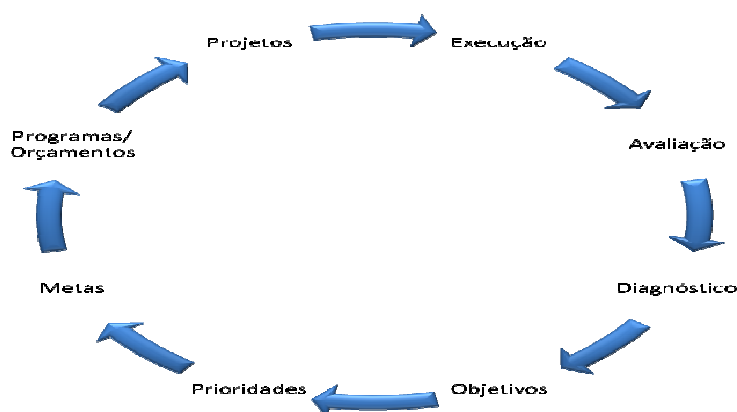 Projetos
Execução
Programas/
Orçamentos
Avaliação
Metas
Diagnóstico
Prioridades
Objetivos